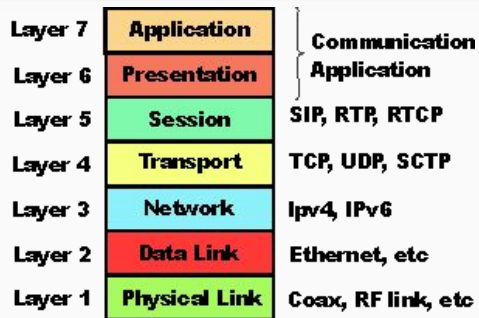 Layer 7 Application
Communication
Layer 6 Presentation Application
Layer 5 Session SIP, RTP, RTCP
Layer 4 Transport TCP, UDP, SCTP
Layer 3 Network Ipv4, IPv6
Layer 2 Data Link Ethernet, etc
Layer 1 Physical Link Coax, RF link, etc